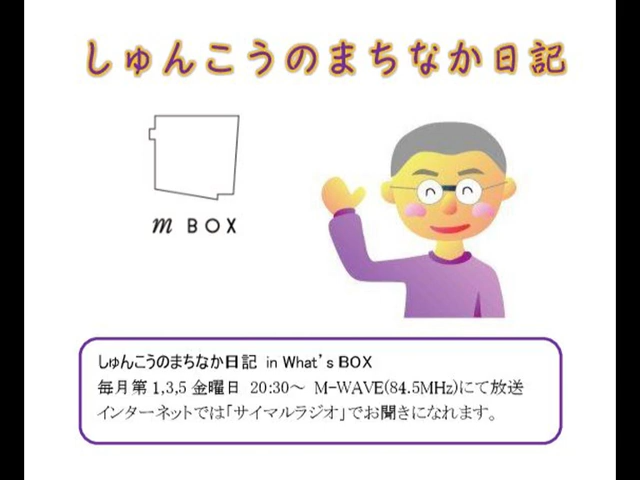 しゅんこうのまちなか日記
m BOX
しゅんこうのまちなか日記 in What's BOX
毎月第1,3,5金曜日 20:30～ M-WAVE(84.5MHz)にて放送
インターネットでは「サイマルラジオ」でお聞きになれます。